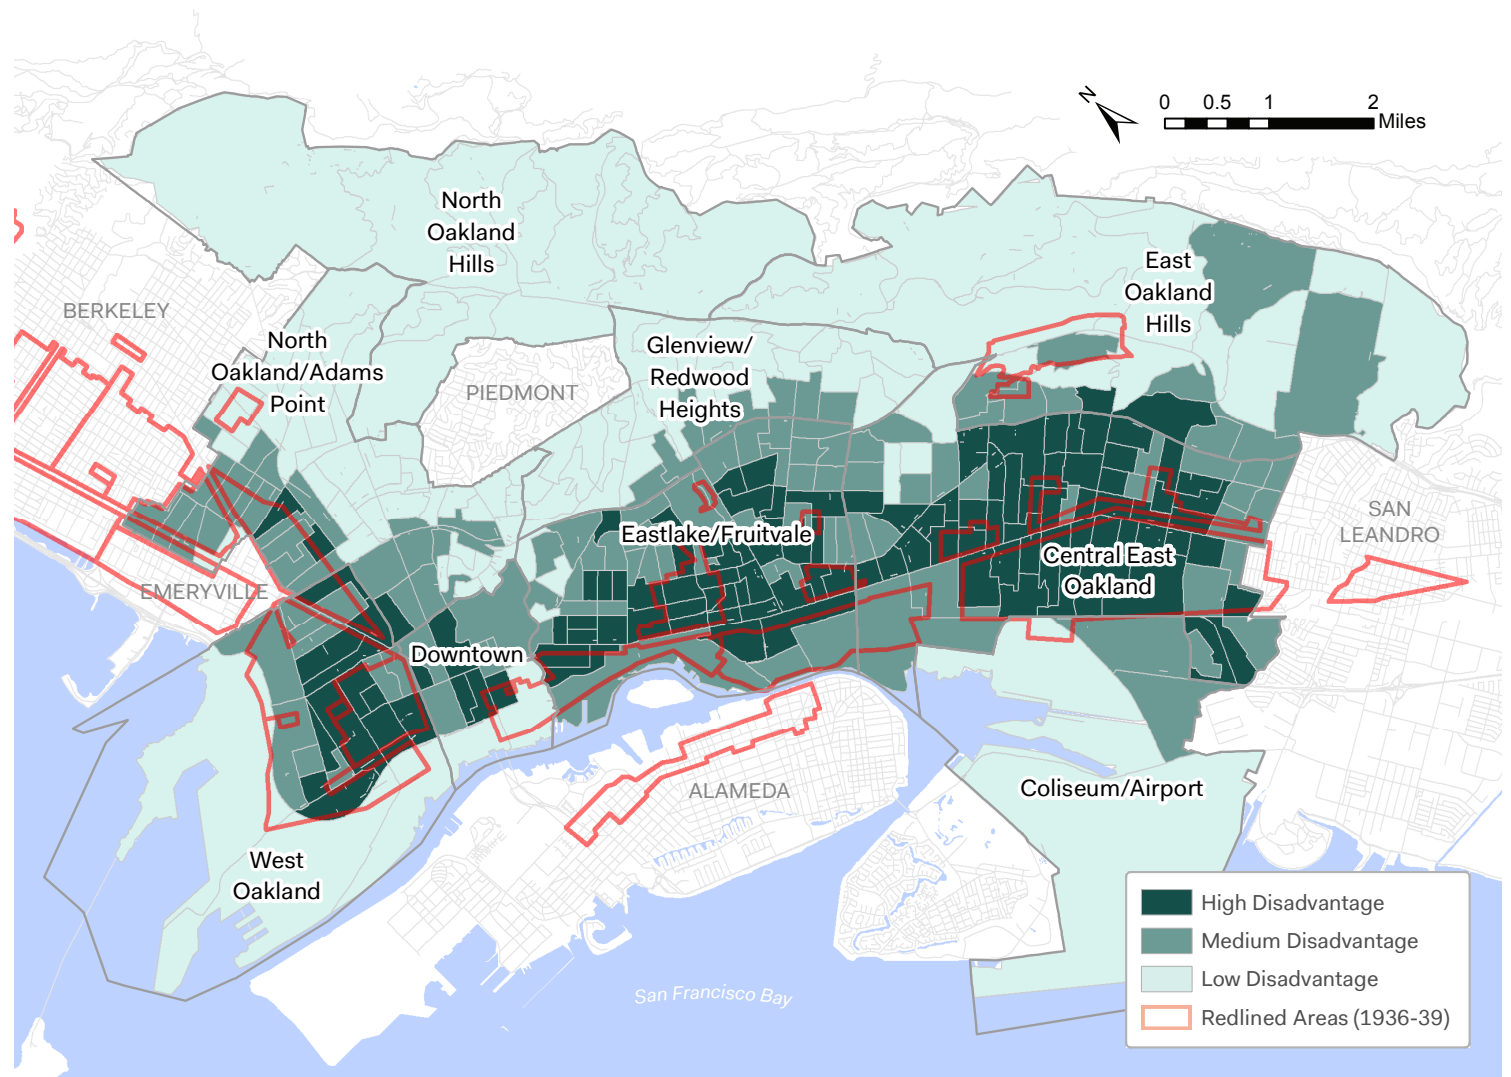 N
0 0.5 1 2
Miles
North
Oakland
Hills
East
Oakland
Hills
BERKELEY
North
Oakland/Adams
Point
Glenview/
Redwood
Heights
PIEDMONT
SAN
LEANDRO
Eastlake/Fruitvale
Central East
Oakland
EMERYVILLE
Downtown
ALAMEDA
Coliseum/Airport
West
Oakland
San Francisco Bay
High Disadvantage
Medium Disadvantage
Low Disadvantage
Redlined Areas (1936-39)